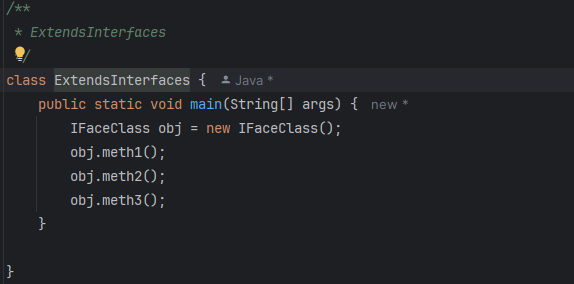 /**
 * ExtendsInterfaces
 */
class ExtendsInterfaces { Java *
    public static void main(String[] args) { new *
        IFaceClass obj = new IFaceClass();
        obj.meth1();
        obj.meth2();
        obj.meth3();
    }
}